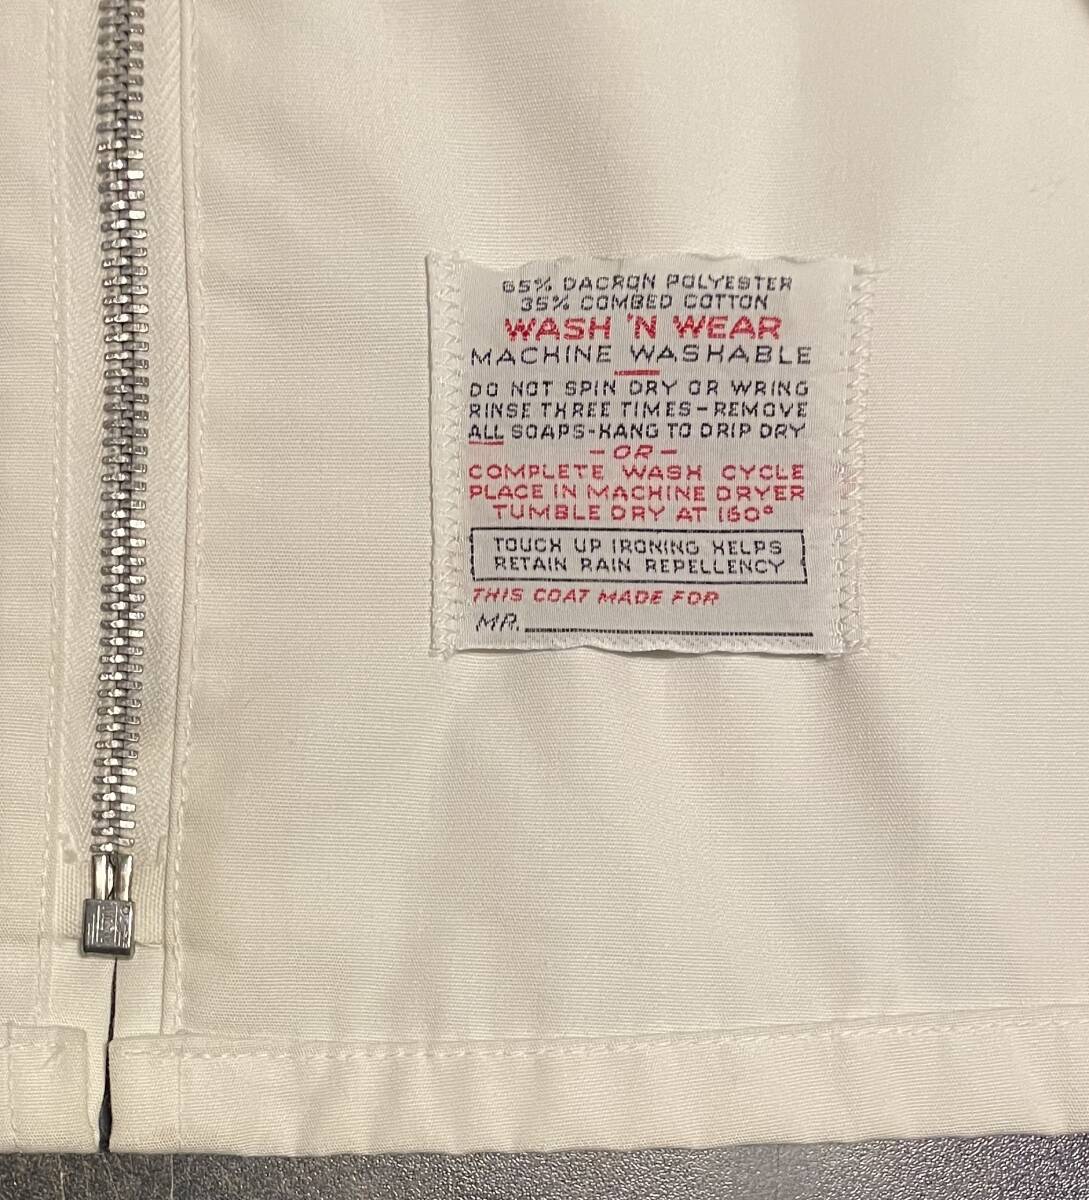 65% DACRON POLYESTER
35% COMBED COTTON
WASH 'N WEAR
MACHINE WASHABLE
DO NOT SPIN DRY OR WRING
RINSE THREE TIMES-REMOVE
ALL SOAPS-HANG TO DRIP DRY
-OR-
COMPLETE WASH CYCLE
PLACE IN MACHINE DRYER
TUMBLE DRY AT 160°
TOUCH UP IRONING HELPS
RETAIN RAIN REPELLENCY
THIS COAT MADE FOR
MR.